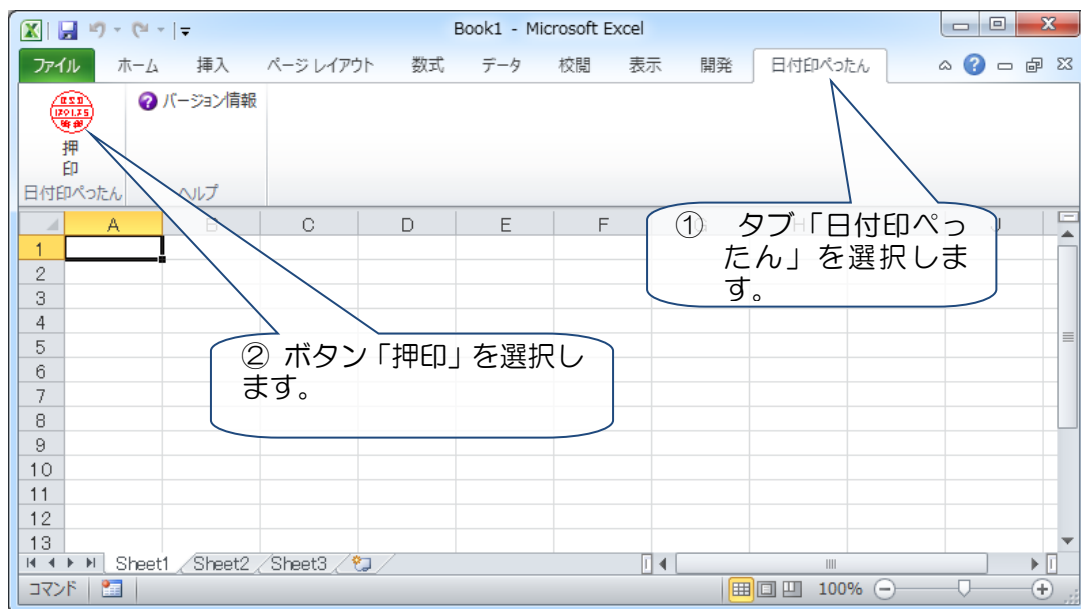 Book1 - Microsoft Excel
ファイル ホーム 挿入 ページ レイアウト 数式 データ 校閲 表示 開発 日付印ぺったん
バージョン情報
押
印
日付印ぺったん ヘルプ
A B C D E F G H J
1
2
3
4
5
6
7
8
9
10
11
12
13
① タブ「日付印ぺっ
たん」を選択しま
す。
② ボタン「押印」を選択し
ます。
Sheet1 Sheet2 Sheet3
コマンド 100%